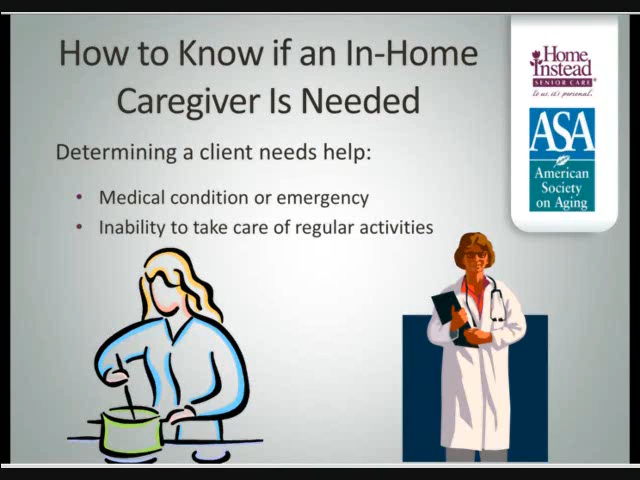 How to Know if an In-Home
Caregiver Is Needed
Determining a client needs help:
• Medical condition or emergency
• Inability to take care of regular activities
Home
Instead
SENIOR CARE®
to us, it's personal.
ASA
American
Society
on Aging